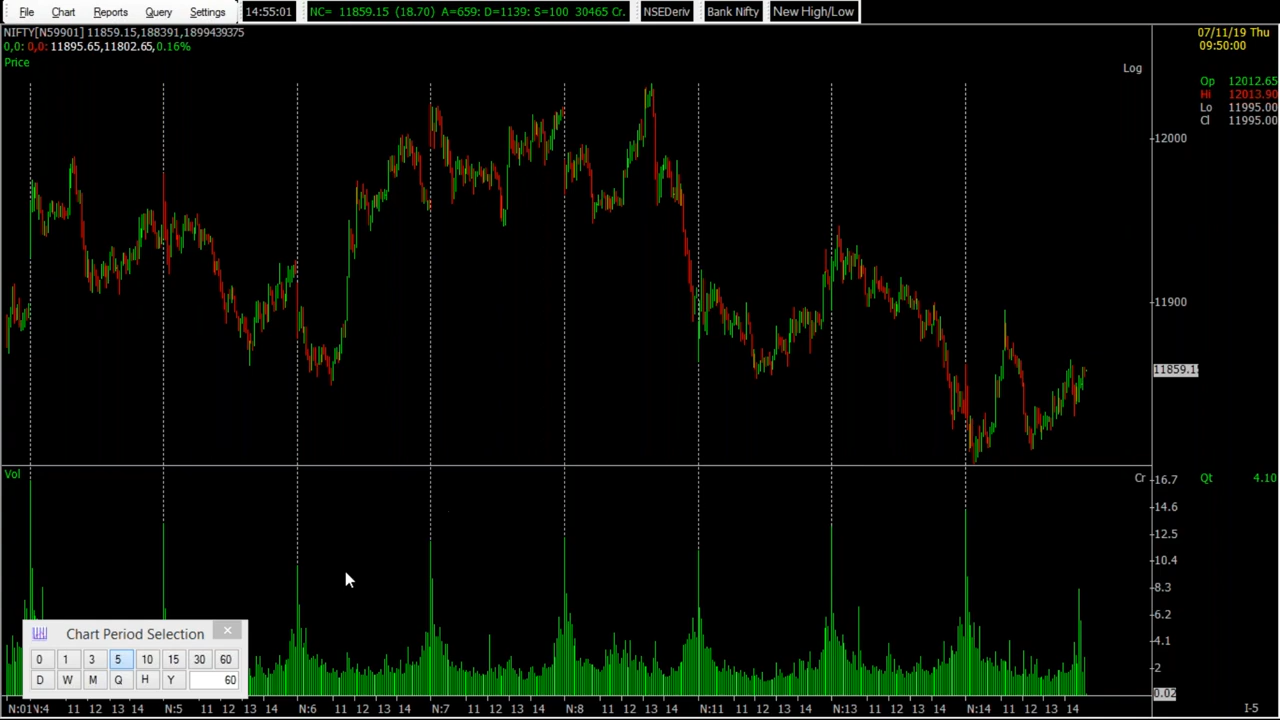 File Chart Reports Query Settings 14:55:01 NC= 11859.15 (18.70) A=659: D=1139: S=100 30465 Cr. NSEDeriv Bank Nifty New High/Low
NIFTY[N59901] 11859.15,188391,1899439375
0,0: 0,0: 11895.65,11802.65,0.16%
Price
Log
07/11/19 Thu
09:50:00
Op 12012.65
Hi 12013.90
Lo 11995.00
Cl 11995.00
12000
11900
11859.15
Vol
Cr
Qt 4.10
16.7
14.6
12.5
10.4
8.3
6.2
4.1
2
0.02
Chart Period Selection
0 1 3 5 10 15 30 60
D W M Q H Y 60
N:01 N:4 11 12 13 14 N:5 11 12 13 14 N:6 11 12 13 14 N:7 11 12 13 14 N:8 11 12 13 14 N:11 11 12 13 14 N:13 11 12 13 14 N:14 11 12 13 14 I-5